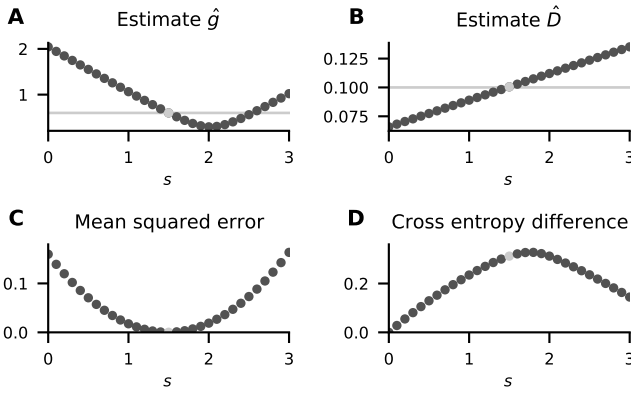 A Estimate ĝ
2
1
0 1 2 3
s
B Estimate D̂
0.125
0.100
0.075
0 1 2 3
s
C Mean squared error
0.1
0.0
0 1 2 3
s
D Cross entropy difference
0.2
0.0
0 1 2 3
s